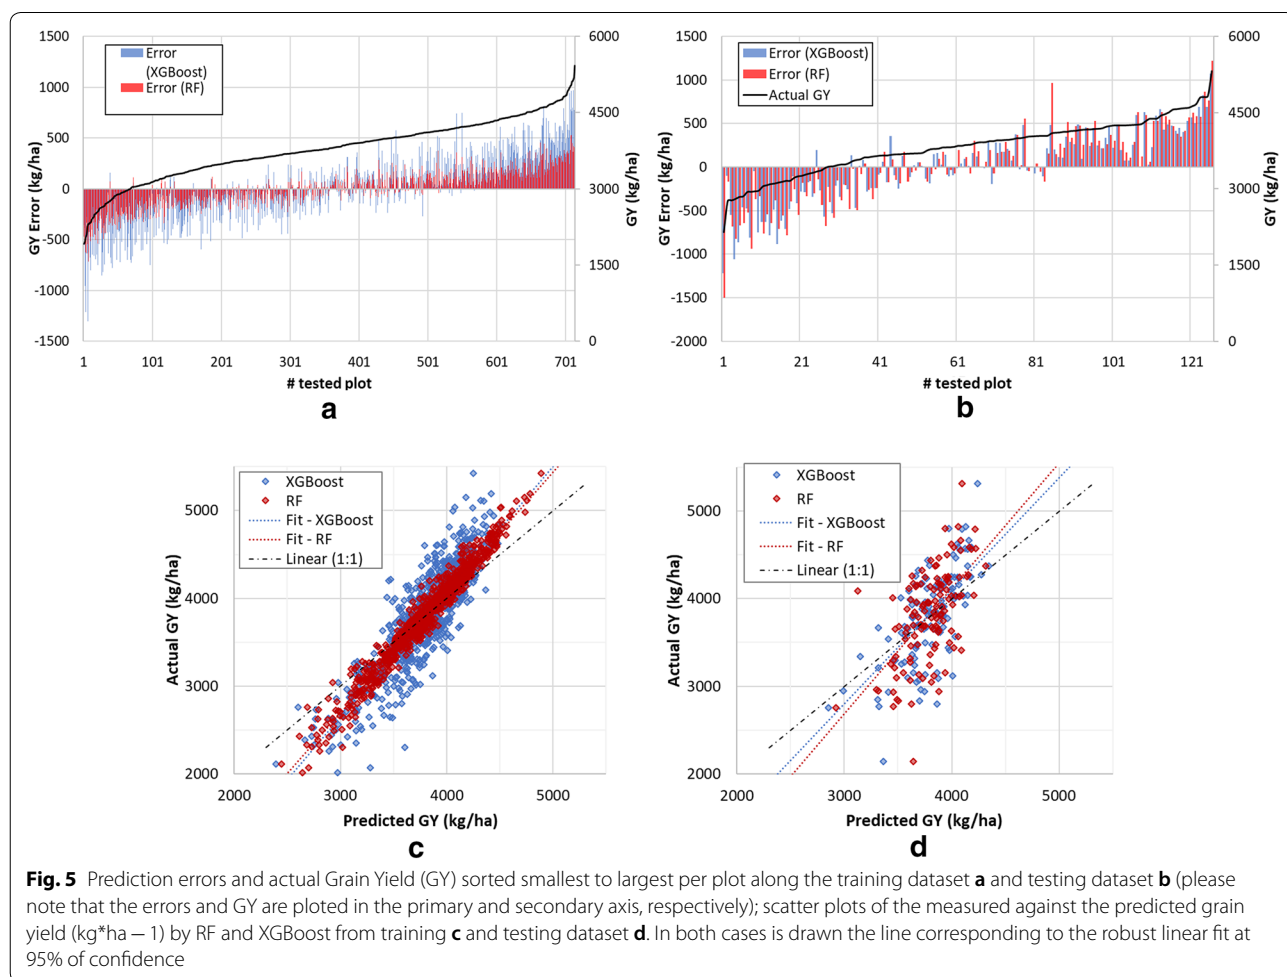 1500
1000
500
0
-500
-1000
-1500
GY Error (kg/ha)
Error
(XGBoost)
Error (RF)
6000
4500
3000
1500
0
GY (kg/ha)
1
101
201
301
401
501
601
701
# tested plot
a
1500
1000
500
0
-500
-1000
-1500
-2000
GY Error (kg/ha)
Error (XGBoost)
Error (RF)
Actual GY
6000
4500
3000
1500
0
GY (kg/ha)
1
21
41
61
81
101
121
# tested plot
b
5000
4000
3000
2000
Actual GY (kg/ha)
XGBoost
RF
Fit - XGBoost
Fit - RF
Linear (1:1)
2000
3000
4000
5000
Predicted GY (kg/ha)
c
5000
4000
3000
2000
Actual GY (kg/ha)
XGBoost
RF
Fit - XGBoost
Fit - RF
Linear (1:1)
2000
3000
4000
5000
Predicted GY (kg/ha)
d
Fig. 5 Prediction errors and actual Grain Yield (GY) sorted smallest to largest per plot along the training dataset a and testing dataset b (please
note that the errors and GY are ploted in the primary and secondary axis, respectively); scatter plots of the measured against the predicted grain
yield (kg*ha − 1) by RF and XGBoost from training c and testing dataset d. In both cases is drawn the line corresponding to the robust linear fit at
95% of confidence